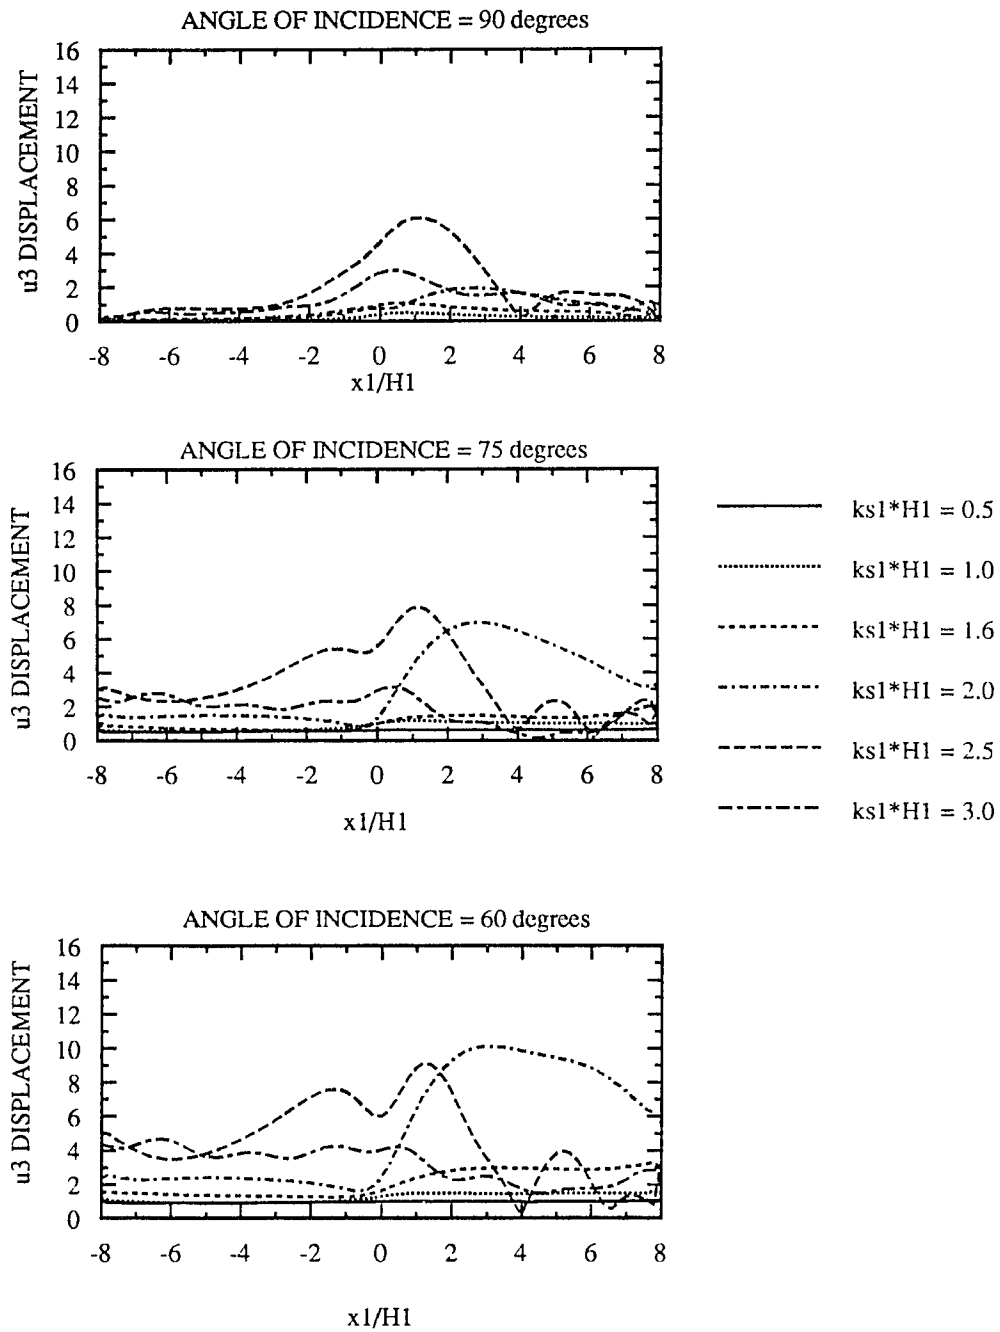 ANGLE OF INCIDENCE = 90 degrees
16
14
12
10
8
6
4
2
0
u3 DISPLACEMENT
-8 -6 -4 -2 0 2 4 6 8
x1/H1
ANGLE OF INCIDENCE = 75 degrees
16
14
12
10
8
6
4
2
0
u3 DISPLACEMENT
-8 -6 -4 -2 0 2 4 6 8
x1/H1
ks1*H1 = 0.5
ks1*H1 = 1.0
ks1*H1 = 1.6
ks1*H1 = 2.0
ks1*H1 = 2.5
ks1*H1 = 3.0
ANGLE OF INCIDENCE = 60 degrees
16
14
12
10
8
6
4
2
0
u3 DISPLACEMENT
-8 -6 -4 -2 0 2 4 6 8
x1/H1